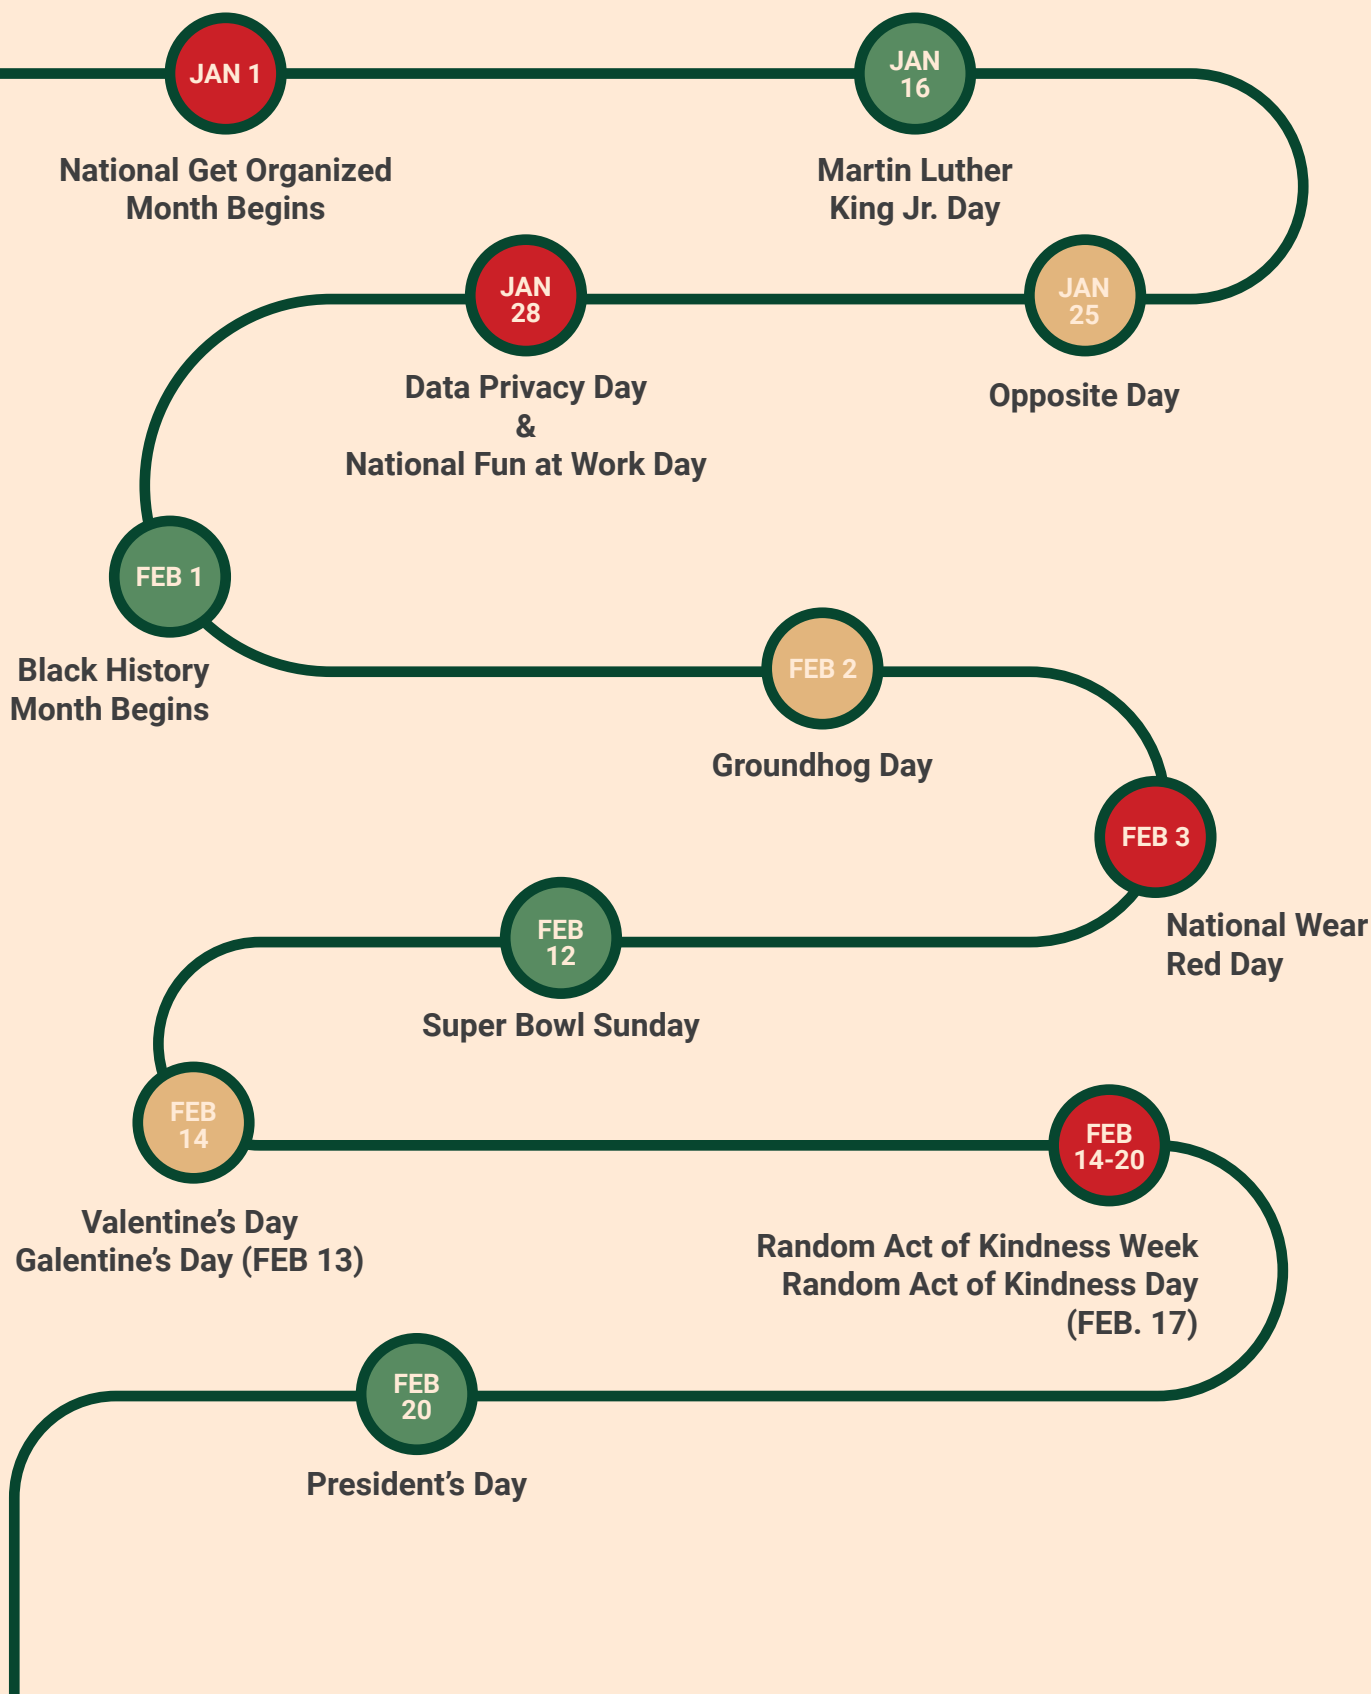 JAN 1
National Get Organized
Month Begins
JAN
16
Martin Luther
King Jr. Day
JAN
25
Opposite Day
JAN
28
Data Privacy Day
&
National Fun at Work Day
FEB 1
Black History
Month Begins
FEB 2
Groundhog Day
FEB 3
National Wear
Red Day
FEB
12
Super Bowl Sunday
FEB
14
Valentine’s Day
Galentine’s Day (FEB 13)
FEB
14-20
Random Act of Kindness Week
Random Act of Kindness Day
(FEB. 17)
FEB
20
President’s Day